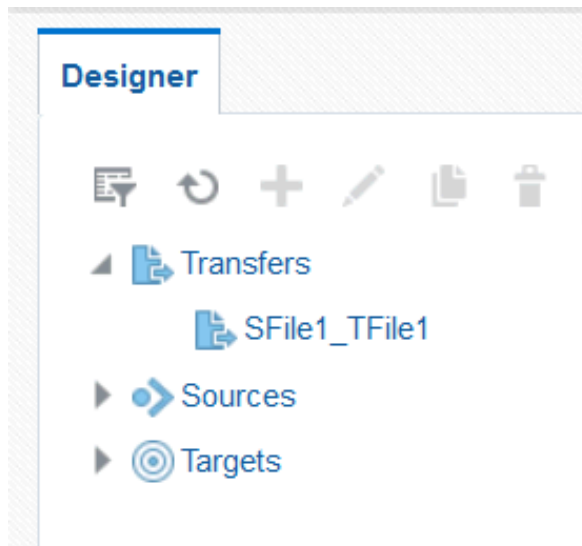 Designer
Transfers
SFile1_TFile1
Sources
Targets